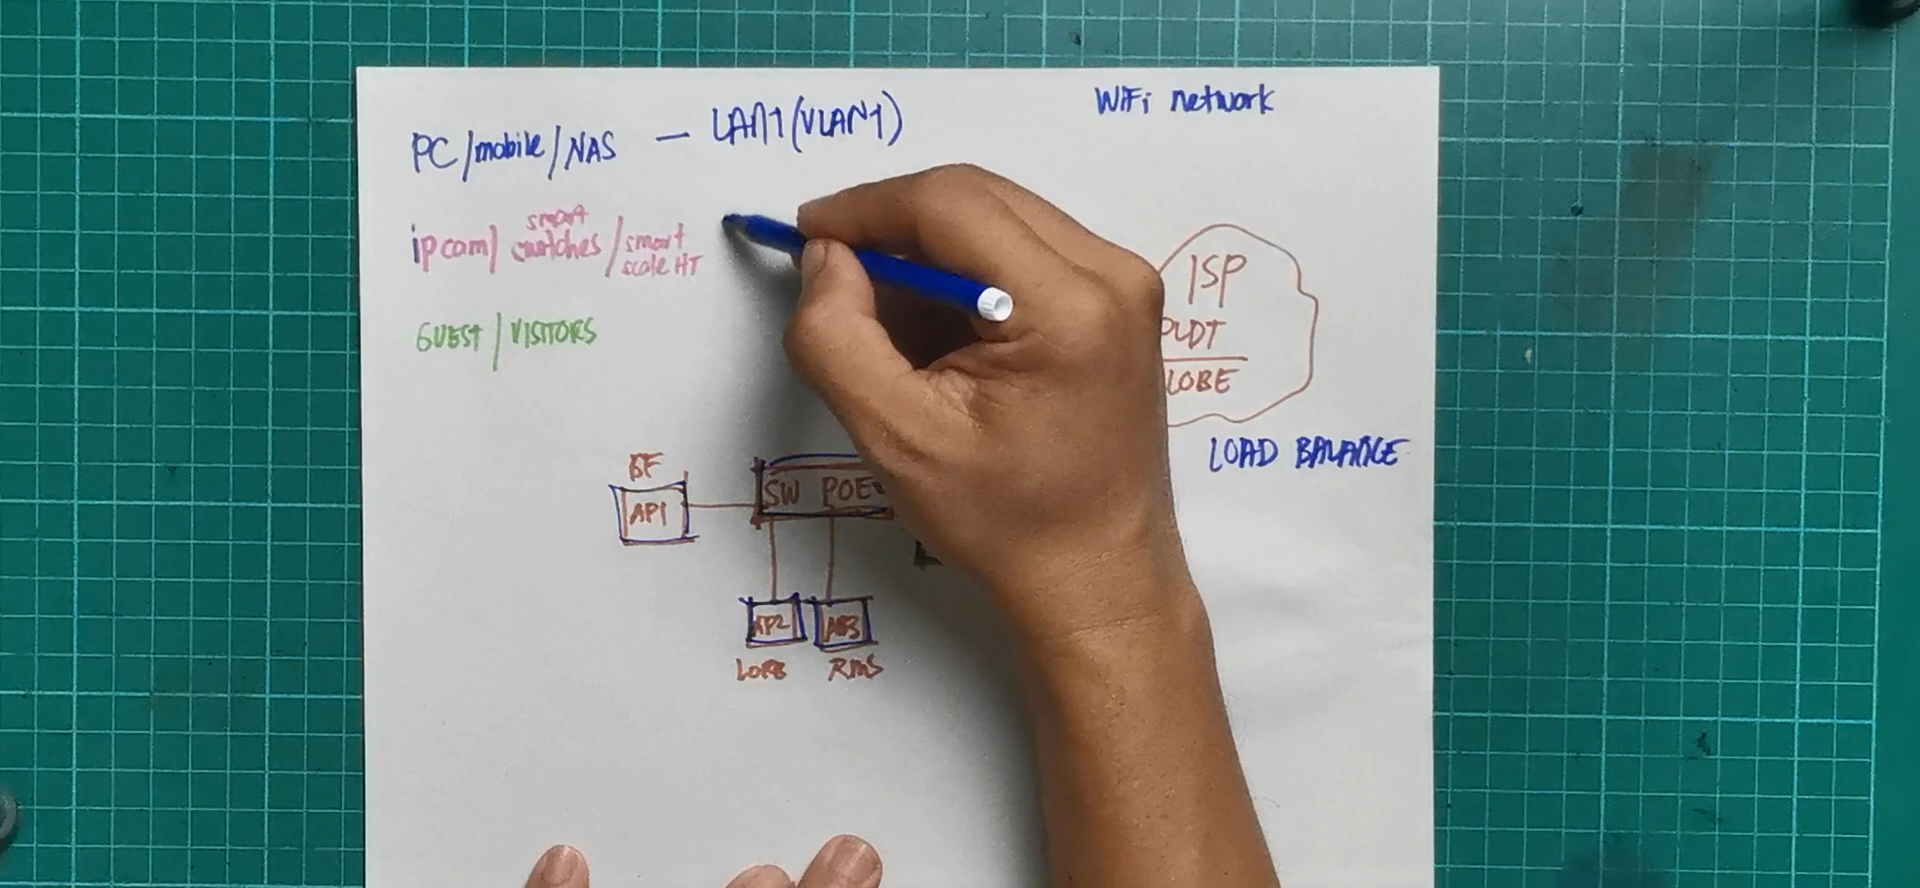 PC/mobile/NAS — LAN1(VLAN1)
WiFi network
ipcam/ smart switches / smart scale HT
GUEST/VISITORS
ISP
PLDT
LOBE
LOAD BALANCE
GF
AP1
SW POE
AP2
AP3
RMS